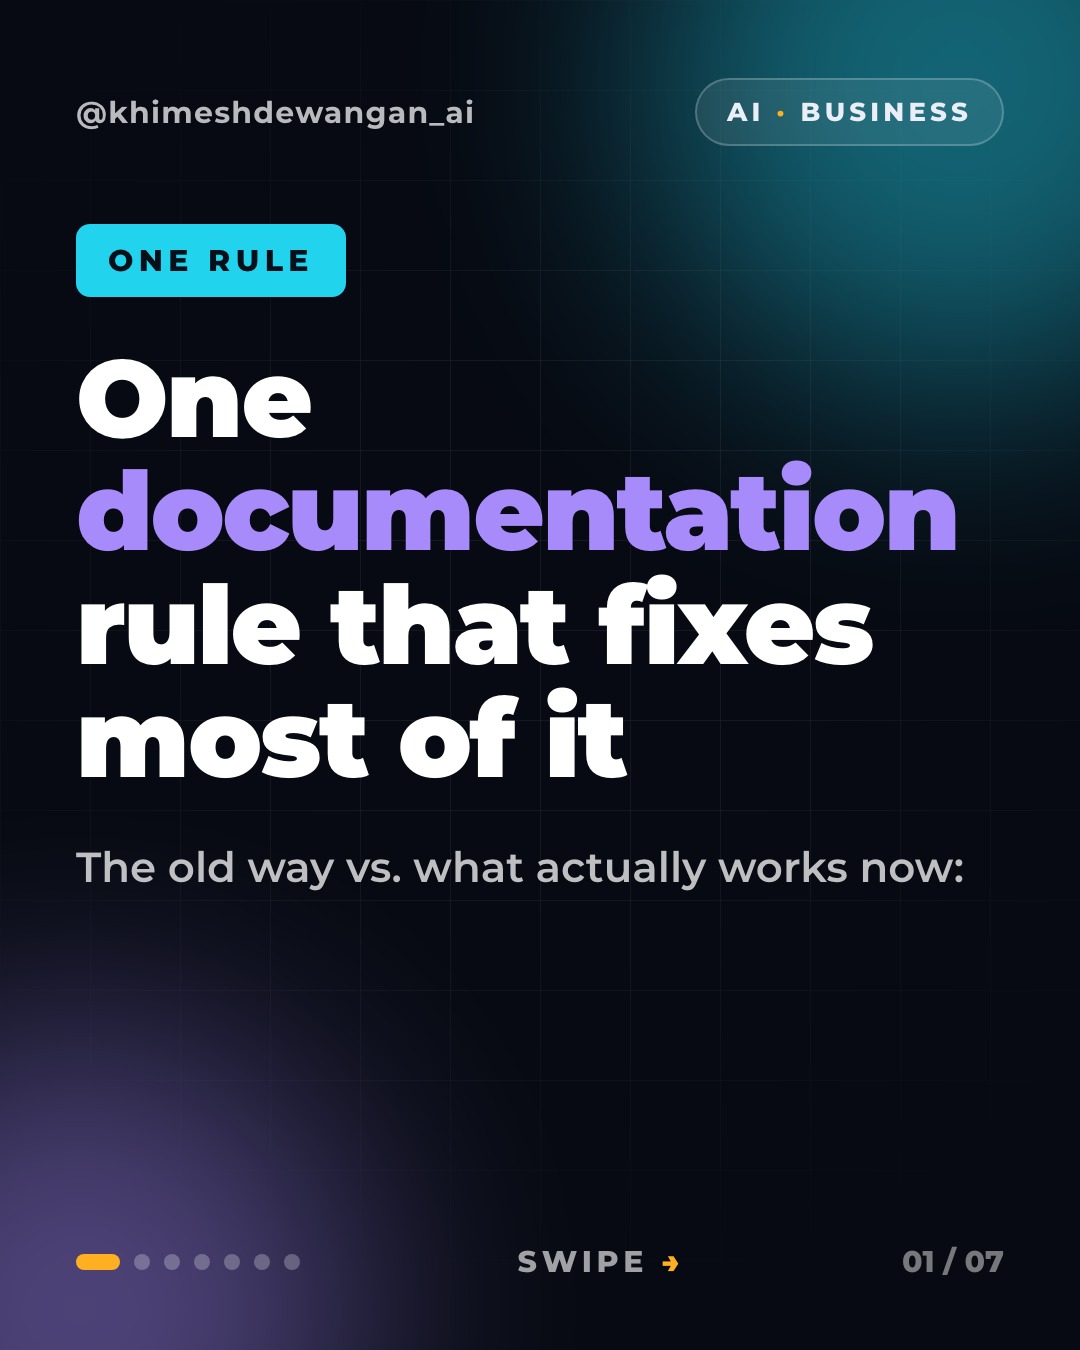 @khimeshdewangan_ai
AI · BUSINESS
ONE RULE
One
documentation
rule that fixes
most of it
The old way vs. what actually works now:
SWIPE →
01 / 07